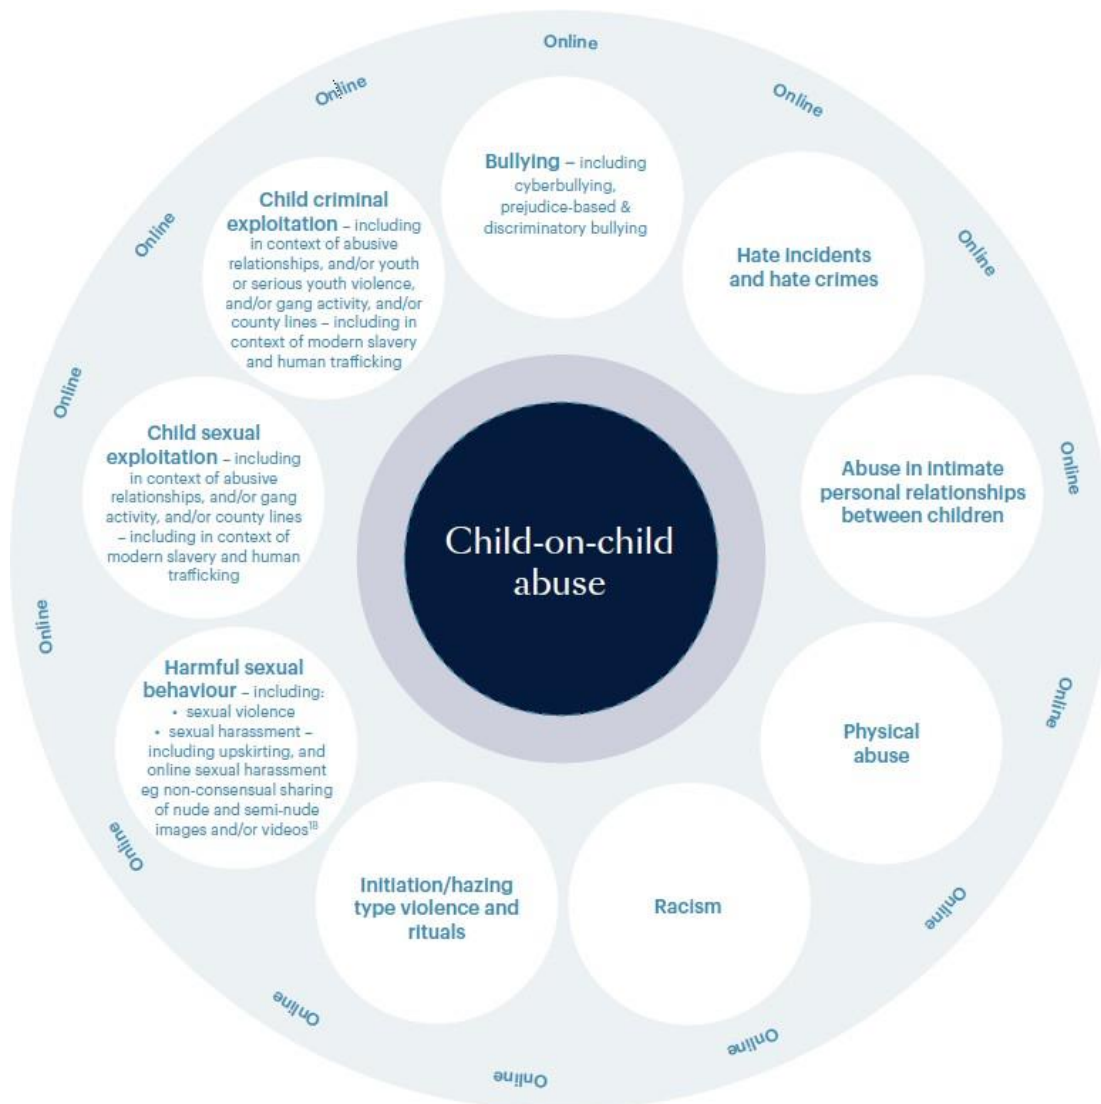 Online
Online
Online
Online
Online
Online
Online
Online
Online
Online
Online
Online
Online
Online
Bullying – including
cyberbullying,
prejudice-based &
discriminatory bullying
Hate incidents
and hate crimes
Abuse in intimate
personal relationships
between children
Physical
abuse
Racism
Initiation/hazing
type violence and
rituals
Harmful sexual
behaviour – including:
• sexual violence
• sexual harassment –
including upskirting, and
online sexual harassment
eg non-consensual sharing
of nude and semi-nude
images and/or videos¹⁸
Child sexual
exploitation – including
in context of abusive
relationships, and/or gang
activity, and/or county lines
– including in context of
modern slavery and human
trafficking
Child criminal
exploitation – including
in context of abusive
relationships, and/or youth
or serious youth violence,
and/or gang activity, and/or
county lines – including in
context of modern slavery
and human trafficking
Child-on-child
abuse